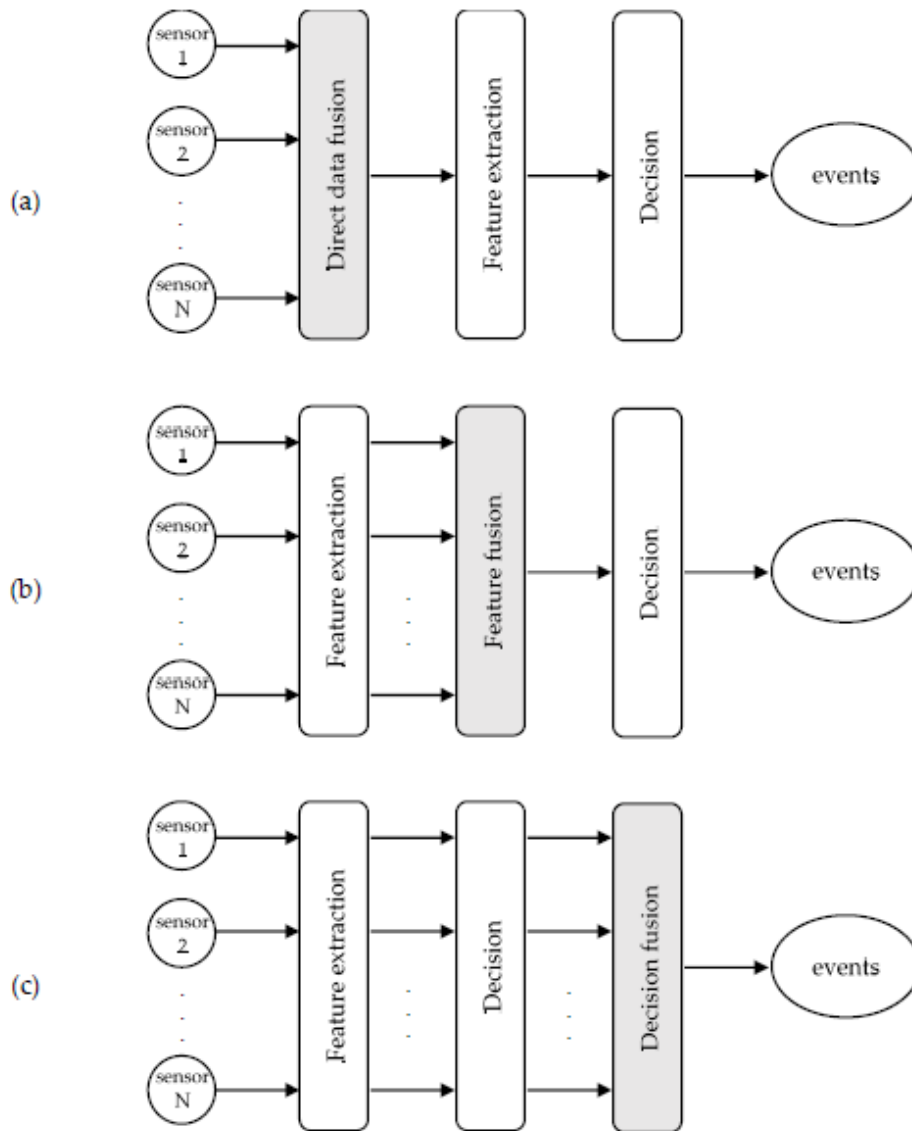 (a)
sensor
1
sensor
2
.
.
.
sensor
N
Direct data fusion
Feature extraction
Decision
events
(b)
sensor
1
sensor
2
.
.
.
sensor
N
Feature extraction
.
.
.
Feature fusion
Decision
events
(c)
sensor
1
sensor
2
.
.
.
sensor
N
Feature extraction
.
.
.
Decision
.
.
.
Decision fusion
events